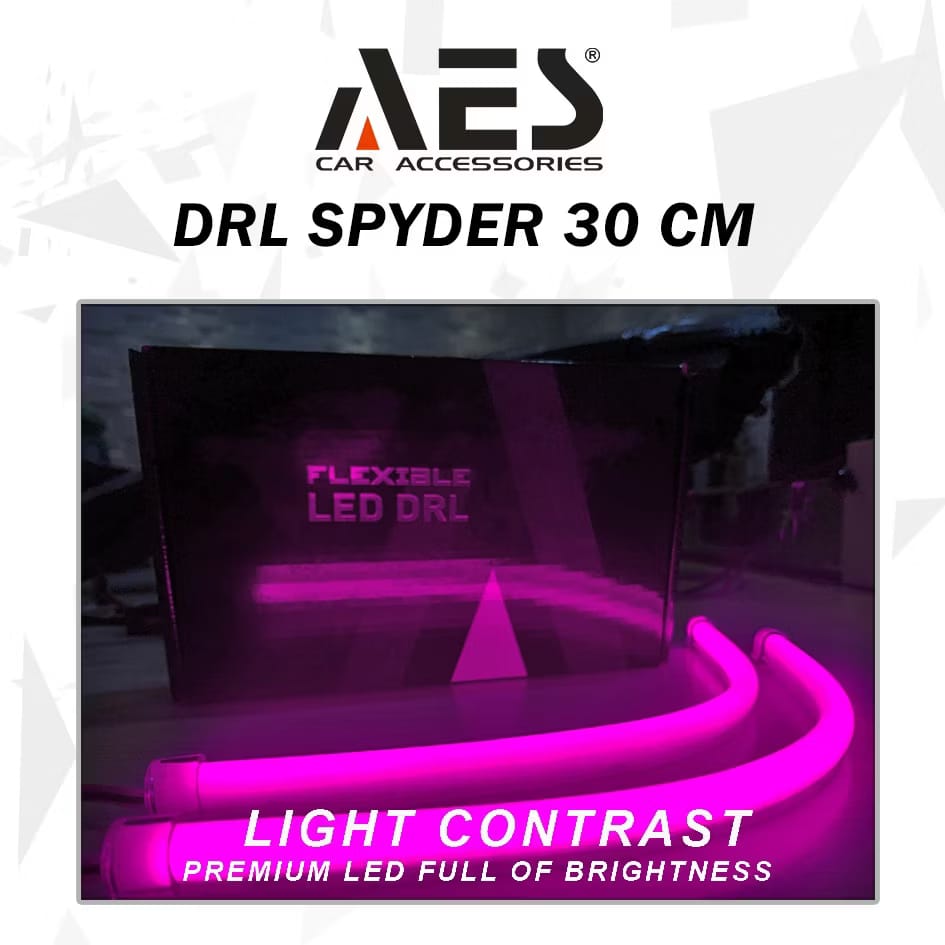 AES®
CAR ACCESSORIES
DRL SPYDER 30 CM
FLEXIBLE
LED DRL
LIGHT CONTRAST
PREMIUM LED FULL OF BRIGHTNESS